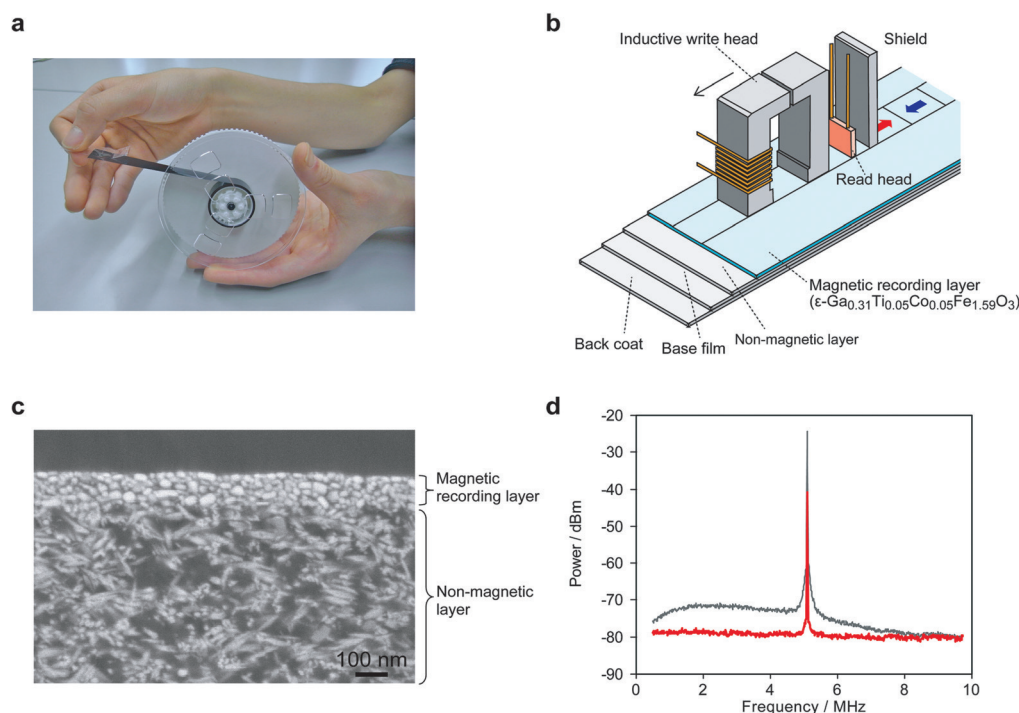 a
b
Inductive write head
Shield
Read head
Magnetic recording layer
(ε-Ga0.31Ti0.05Co0.05Fe1.59O3)
Non-magnetic layer
Base film
Back coat
c
Magnetic
recording layer
Non-magnetic
layer
100 nm
d
-20
-30
-40
-50
-60
-70
-80
-90
Power / dBm
0
2
4
6
8
10
Frequency / MHz